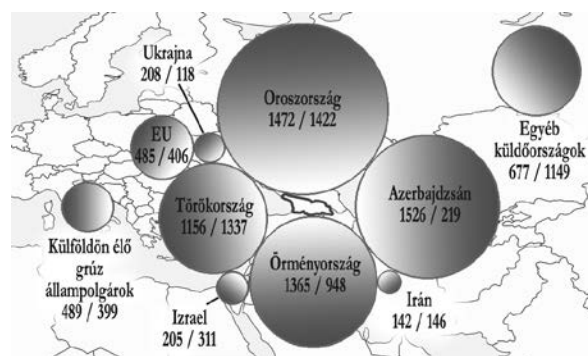 Ukrajna
208 / 118
Oroszország
1472 / 1422
Egyéb
küldőországok
677 / 1149
EU
485 / 406
Törökország
1156 / 1337
Azerbajdzsán
1526 / 219
Külföldön élő
grúz
állampolgárok
489 / 399
Örményország
1365 / 948
Izrael
205 / 311
Irán
142 / 146